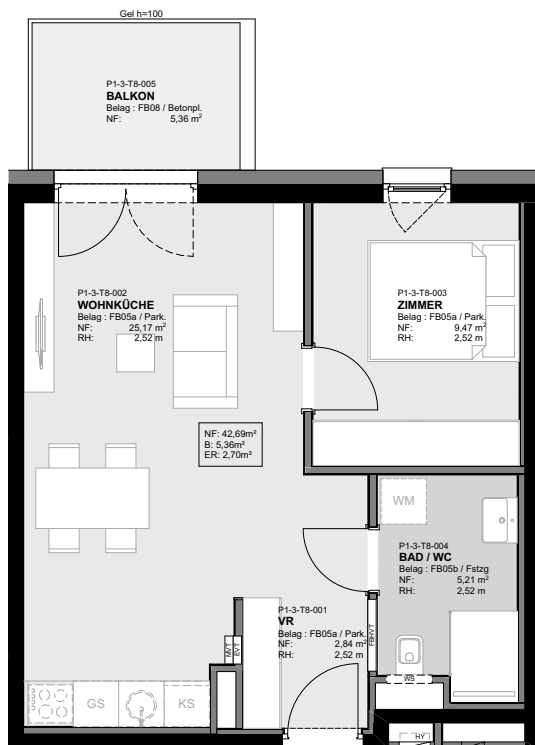 Gel h=100
P1-3-T8-005
BALKON
Belag : FB08 / Betonpl.
NF: 5,36 m²
P1-3-T8-002
WOHNKÜCHE
Belag : FB05a / Park.
NF: 25,17 m²
RH: 2,52 m
P1-3-T8-003
ZIMMER
Belag : FB05a / Park.
NF: 9,47 m²
RH: 2,52 m
NF: 42,69m²
B: 5,36m²
ER: 2,70m²
WM
P1-3-T8-004
BAD / WC
Belag : FB05b / Fstzg
NF: 5,21 m²
RH: 2,52 m
P1-3-T8-001
VR
Belag : FB05a / Park.
NF: 2,84 m²
RH: 2,52 m
FBHVT
MVT
EVT
WS
GS
KS
HY